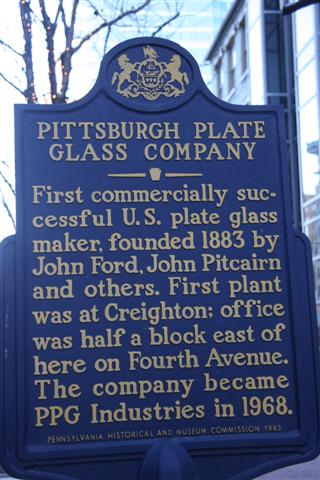 PITTSBURGH PLATE
GLASS COMPANY
First commercially suc-
cessful U.S. plate glass
maker, founded 1883 by
John Ford, John Pitcairn
and others. First plant
was at Creighton; office
was half a block east of
here on Fourth Avenue.
The company became
PPG Industries in 1968.
PENNSYLVANIA HISTORICAL AND MUSEUM COMMISSION 1983